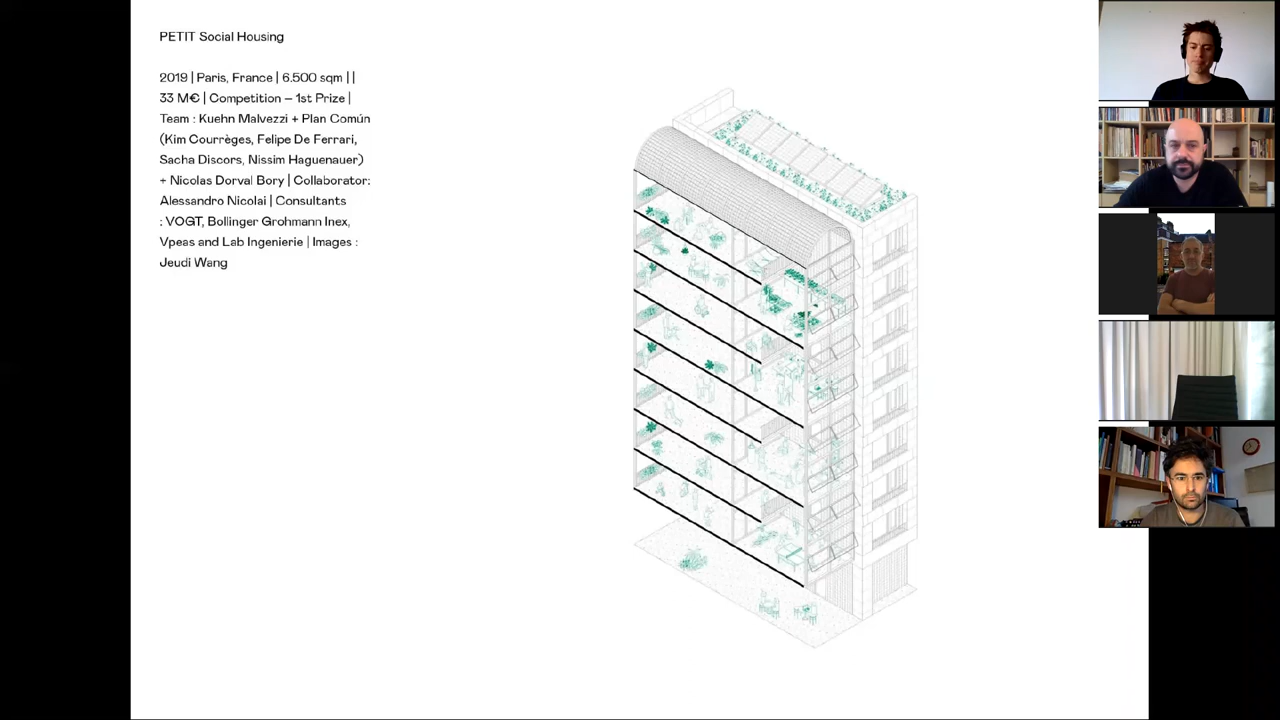 PETIT Social Housing
2019 | Paris, France | 6.500 sqm | |
33 M€ | Competition – 1st Prize |
Team : Kuehn Malvezzi + Plan Común
(Kim Courrèges, Felipe De Ferrari,
Sacha Discors, Nissim Haguenauer)
+ Nicolas Dorval Bory | Collaborator:
Alessandro Nicolai | Consultants
: VOGT, Bollinger Grohmann Inex,
Vpeas and Lab Ingenierie | Images :
Jeudi Wang